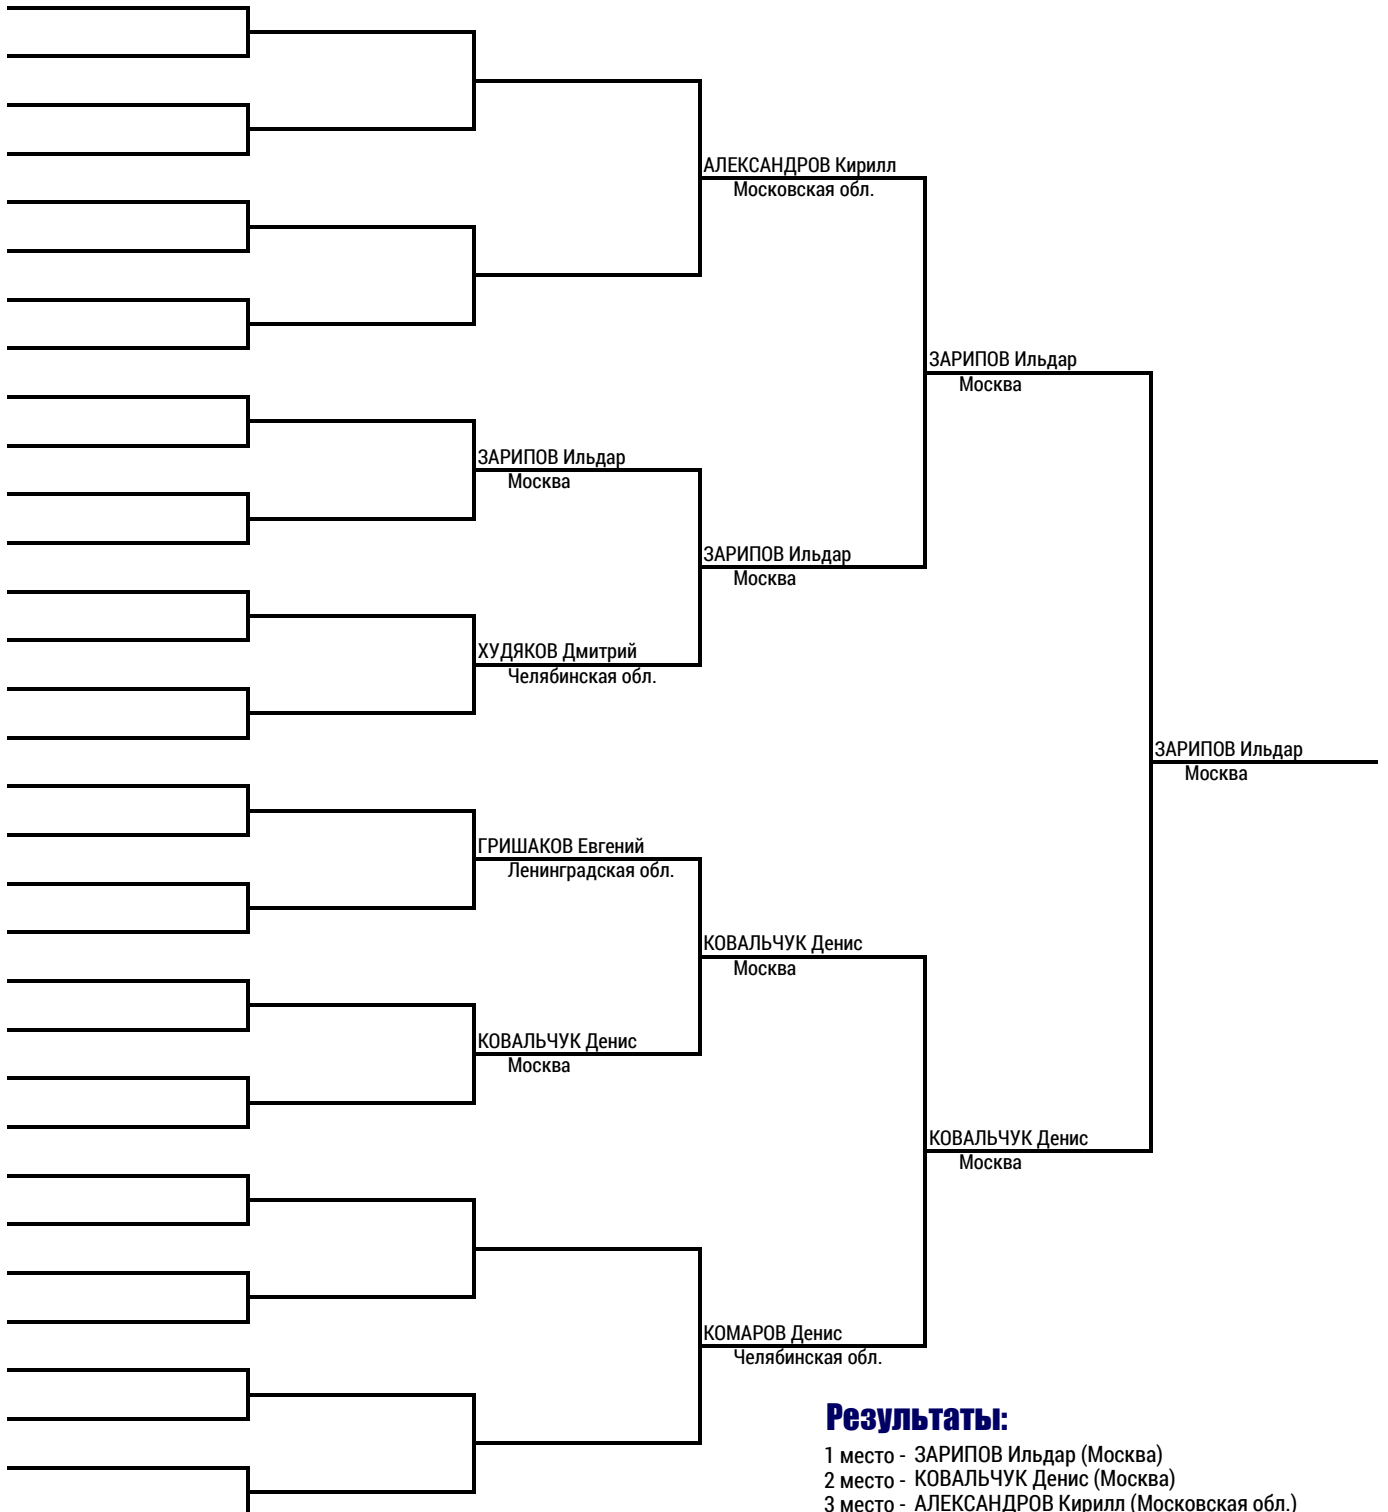 АЛЕКСАНДРОВ Кирилл
Московская обл.
ЗАРИПОВ Ильдар
Москва
ЗАРИПОВ Ильдар
Москва
ЗАРИПОВ Ильдар
Москва
ХУДЯКОВ Дмитрий
Челябинская обл.
ЗАРИПОВ Ильдар
Москва
ГРИШАКОВ Евгений
Ленинградская обл.
КОВАЛЬЧУК Денис
Москва
КОВАЛЬЧУК Денис
Москва
КОВАЛЬЧУК Денис
Москва
КОМАРОВ Денис
Челябинская обл.
Результаты:
1 место - ЗАРИПОВ Ильдар (Москва)
2 место - КОВАЛЬЧУК Денис (Москва)
3 место - АЛЕКСАНДРОВ Кирилл (Московская обл.)